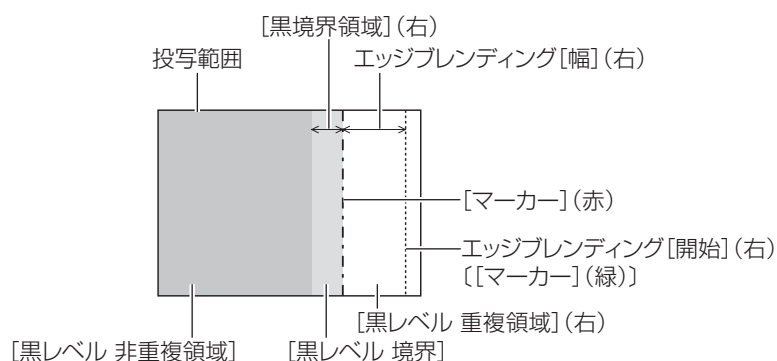 [黒境界領域](右)
投写範囲
エッジブレンディング[幅](右)
[マーカー](赤)
エッジブレンディング[開始](右)
〔[マーカー](緑)〕
[黒レベル 重複領域](右)
[黒レベル 非重複領域]
[黒レベル 境界]